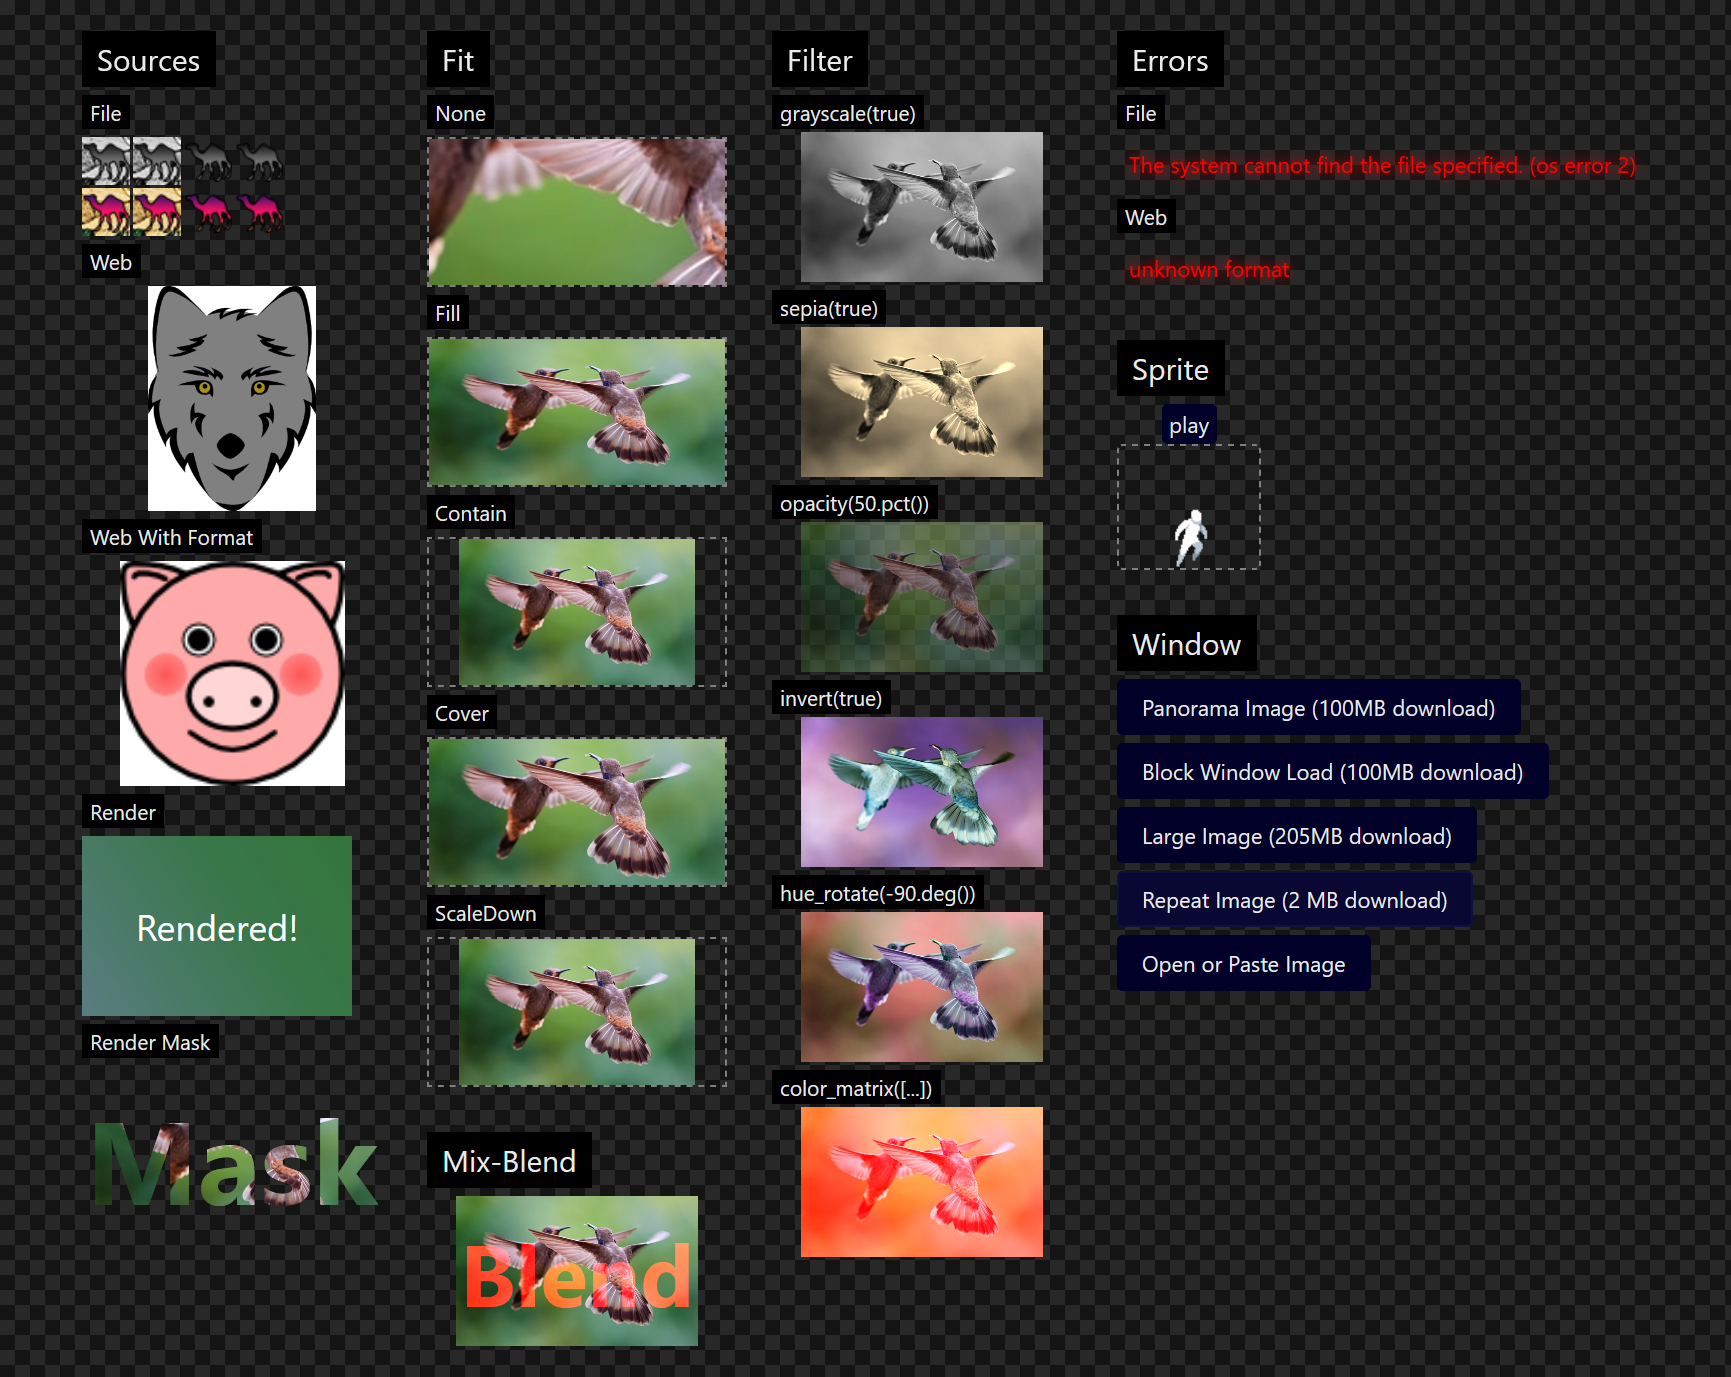 Sources
File
Web
Web With Format
Render
Rendered!
Render Mask
Mask
Fit
None
Fill
Contain
Cover
ScaleDown
Mix-Blend
Blend
Filter
grayscale(true)
sepia(true)
opacity(50.pct())
invert(true)
hue_rotate(-90.deg())
color_matrix([...])
Errors
File
The system cannot find the file specified. (os error 2)
Web
unknown format
Sprite
play
Window
Panorama Image (100MB download)
Block Window Load (100MB download)
Large Image (205MB download)
Repeat Image (2 MB download)
Open or Paste Image